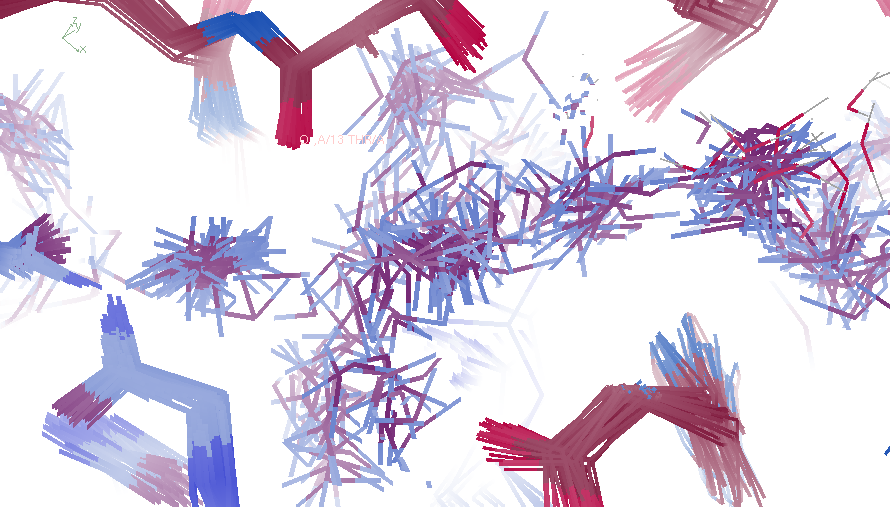 Z
y
x
A/13 THR/A